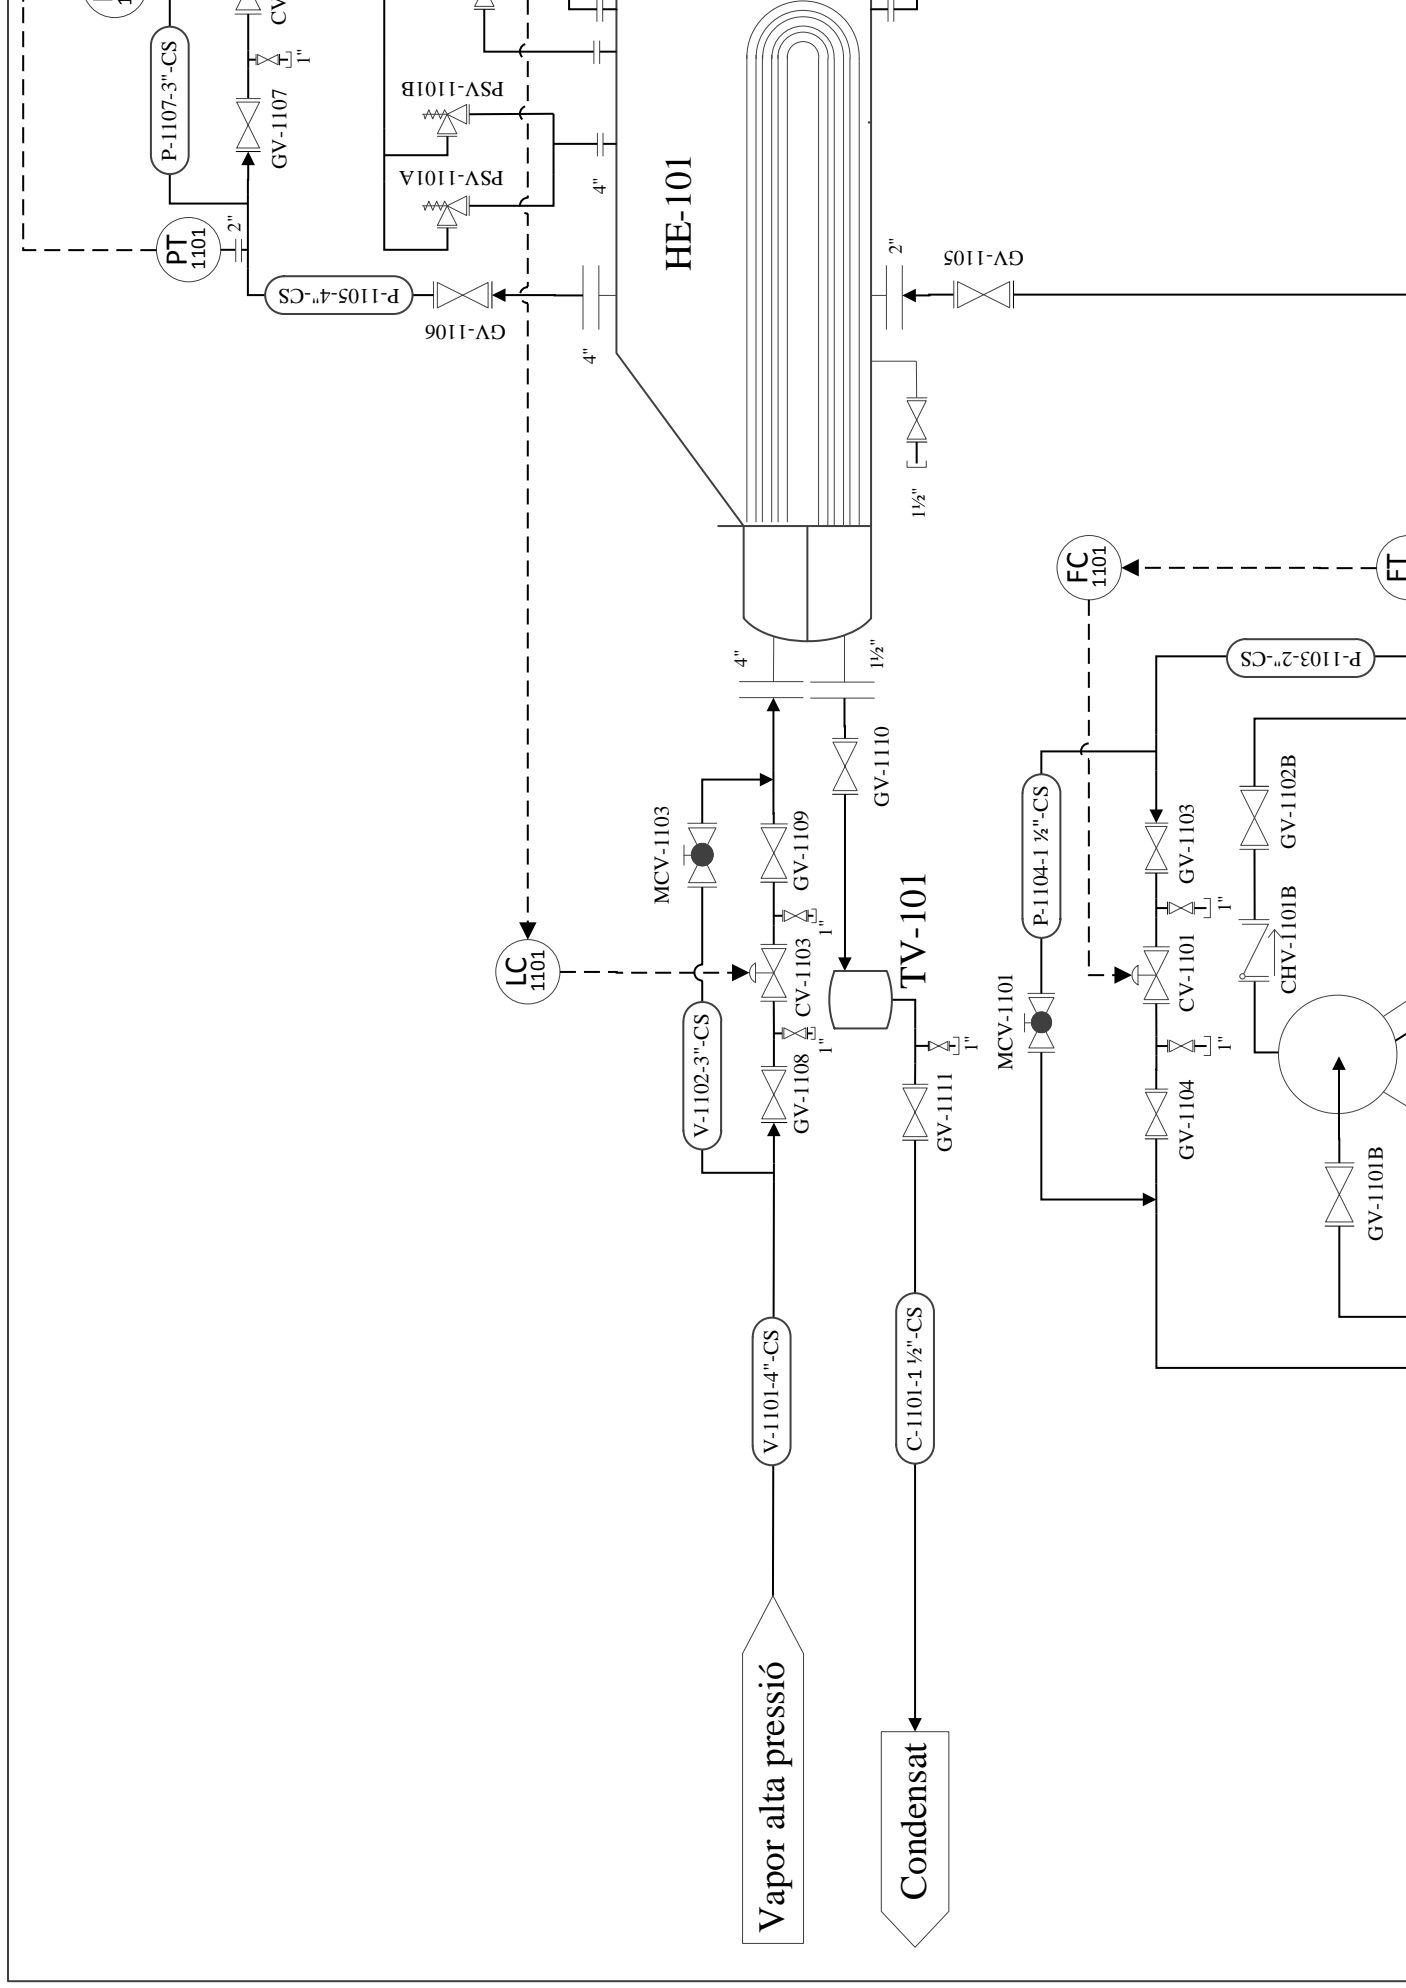 P-1107-3"-CS
CV
1"
GV-1107
PT
1101
2"
P-1105-4"-CS
GV-1106
PSV-1101B
PSV-1101A
4"
4"
HE-101
2"
GV-1105
1½"
LC
1101
FC
1101
FT
P-1103-2"-CS
4"
1½"
GV-1110
MCV-1103
GV-1109
1"
CV-1103
1"
GV-1108
V-1102-3"-CS
TV-101
1"
GV-1111
P-1104-1 ½"-CS
MCV-1101
GV-1103
1"
CV-1101
1"
GV-1104
GV-1102B
CHV-1101B
GV-1101B
V-1101-4"-CS
C-1101-1 ½"-CS
Vapor alta pressió
Condensat